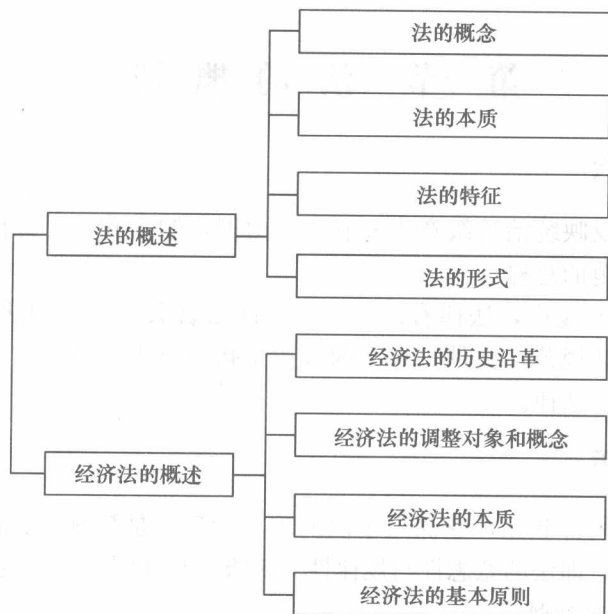 法的概念
法的本质
法的特征
法的概述
法的形式
经济法的历史沿革
经济法的调整对象和概念
经济法的概述
经济法的本质
经济法的基本原则